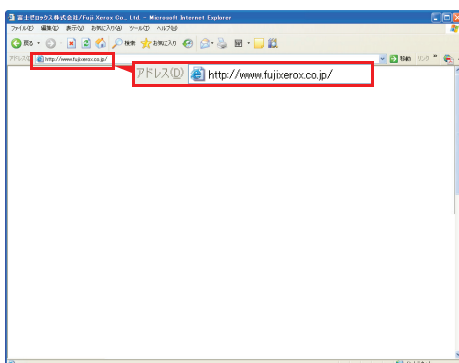 富士ゼロックス株式会社/Fuji Xerox Co., Ltd. - Microsoft Internet Explorer
ファイル(F) 編集(E) 表示(V) お気に入り(A) ツール(T) ヘルプ(H)
戻る 検索 お気に入り
アドレス(D) http://www.fujixerox.co.jp/ 移動 リンク
アドレス(D) http://www.fujixerox.co.jp/